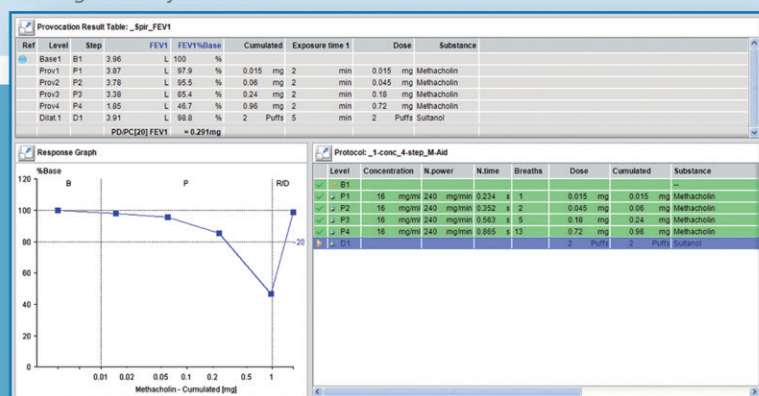 Provocation Result Table: _Spir_FEV1
Ref Level Step FEV1 FEV1%Base Cumulated Exposure time 1 Dose Substance
Base1 B1 3.96 L 100 %
Prov1 P1 3.87 L 97.9 % 0.015 mg 2 min 0.015 mg Methacholin
Prov2 P2 3.78 L 95.5 % 0.06 mg 2 min 0.045 mg Methacholin
Prov3 P3 3.38 L 85.4 % 0.24 mg 2 min 0.18 mg Methacholin
Prov4 P4 1.85 L 46.7 % 0.96 mg 2 min 0.72 mg Methacholin
Dilat.1 D1 3.91 L 98.8 % 2 Puffs 5 min 2 Puffs Sultanol
PD/PC[20] FEV1 = 0.291mg
Response Graph
%Base
B P R/D
120
100
80
-20
60
40
20
0
0.01 0.02 0.05 0.1 0.2 0.5 1
Methacholin - Cumulated [mg]
Protocol: _1-conc_4-step_M-Aid
Level Concentration N.power N.time Breaths Dose Cumulated Substance
B1 --
P1 16 mg/ml 240 mg/min 0.234 s 1 0.015 mg 0.015 mg Methacholin
P2 16 mg/ml 240 mg/min 0.352 s 2 0.045 mg 0.06 mg Methacholin
P3 16 mg/ml 240 mg/min 0.563 s 5 0.18 mg 0.24 mg Methacholin
P4 16 mg/ml 240 mg/min 0.865 s 13 0.72 mg 0.96 mg Methacholin
D1 2 Puffs 2 Puffs Sultanol